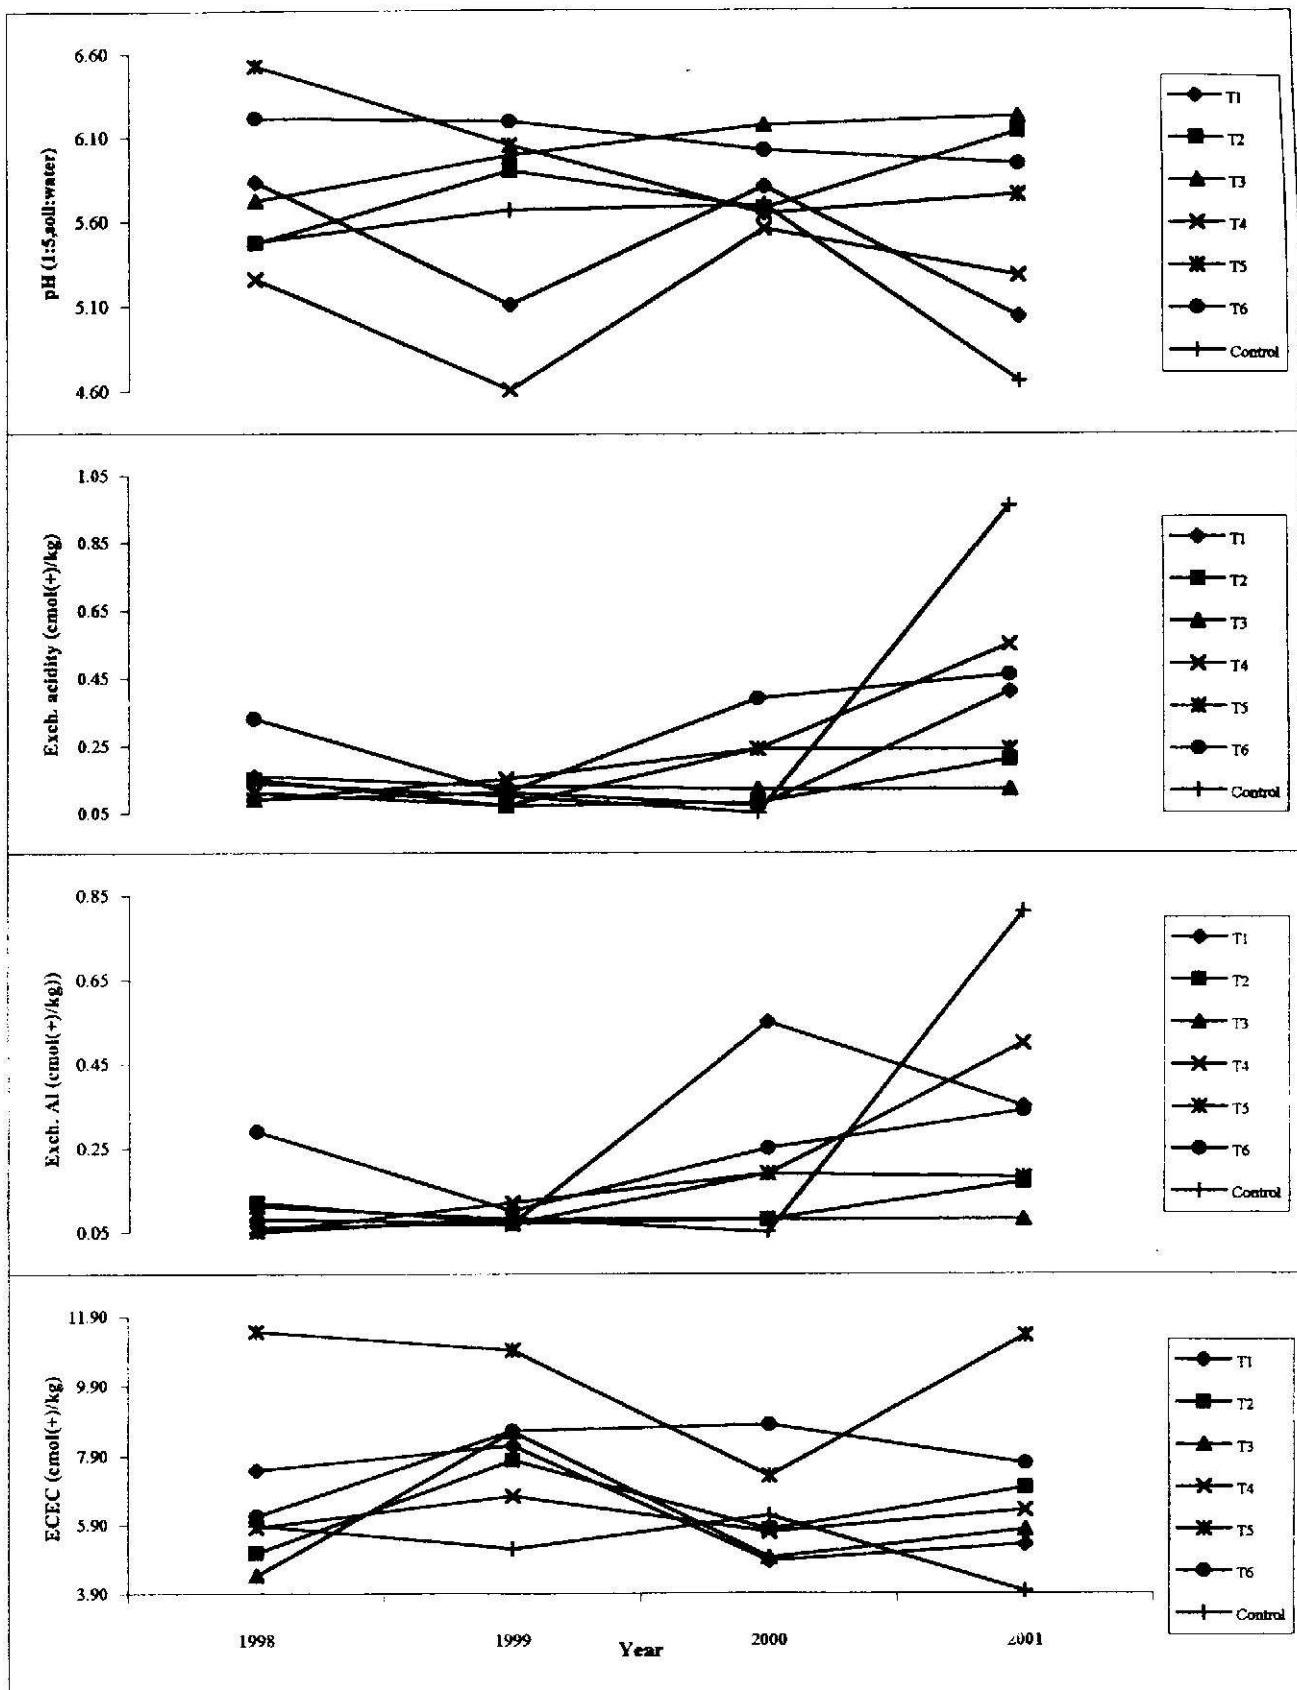 6.60
6.10
5.60
5.10
4.60
pH (1:5,soil:water)
T1
T2
T3
T4
T5
T6
Control
1.05
0.85
0.65
0.45
0.25
0.05
Exch. acidity (cmol(+)/kg)
T1
T2
T3
T4
T5
T6
Control
0.85
0.65
0.45
0.25
0.05
Exch. Al (cmol(+)/kg))
T1
T2
T3
T4
T5
T6
Control
11.90
9.90
7.90
5.90
3.90
ECEC (cmol(+)/kg)
T1
T2
T3
T4
T5
T6
Control
1998 1999 2000 2001
Year